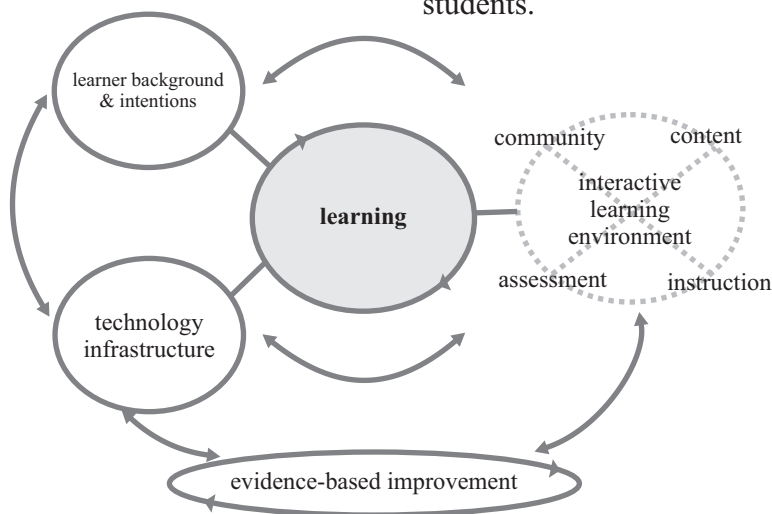 students.
learner background
& intentions
community
content
interactive
learning
environment
learning
assessment
instruction
technology
infrastructure
evidence-based improvement